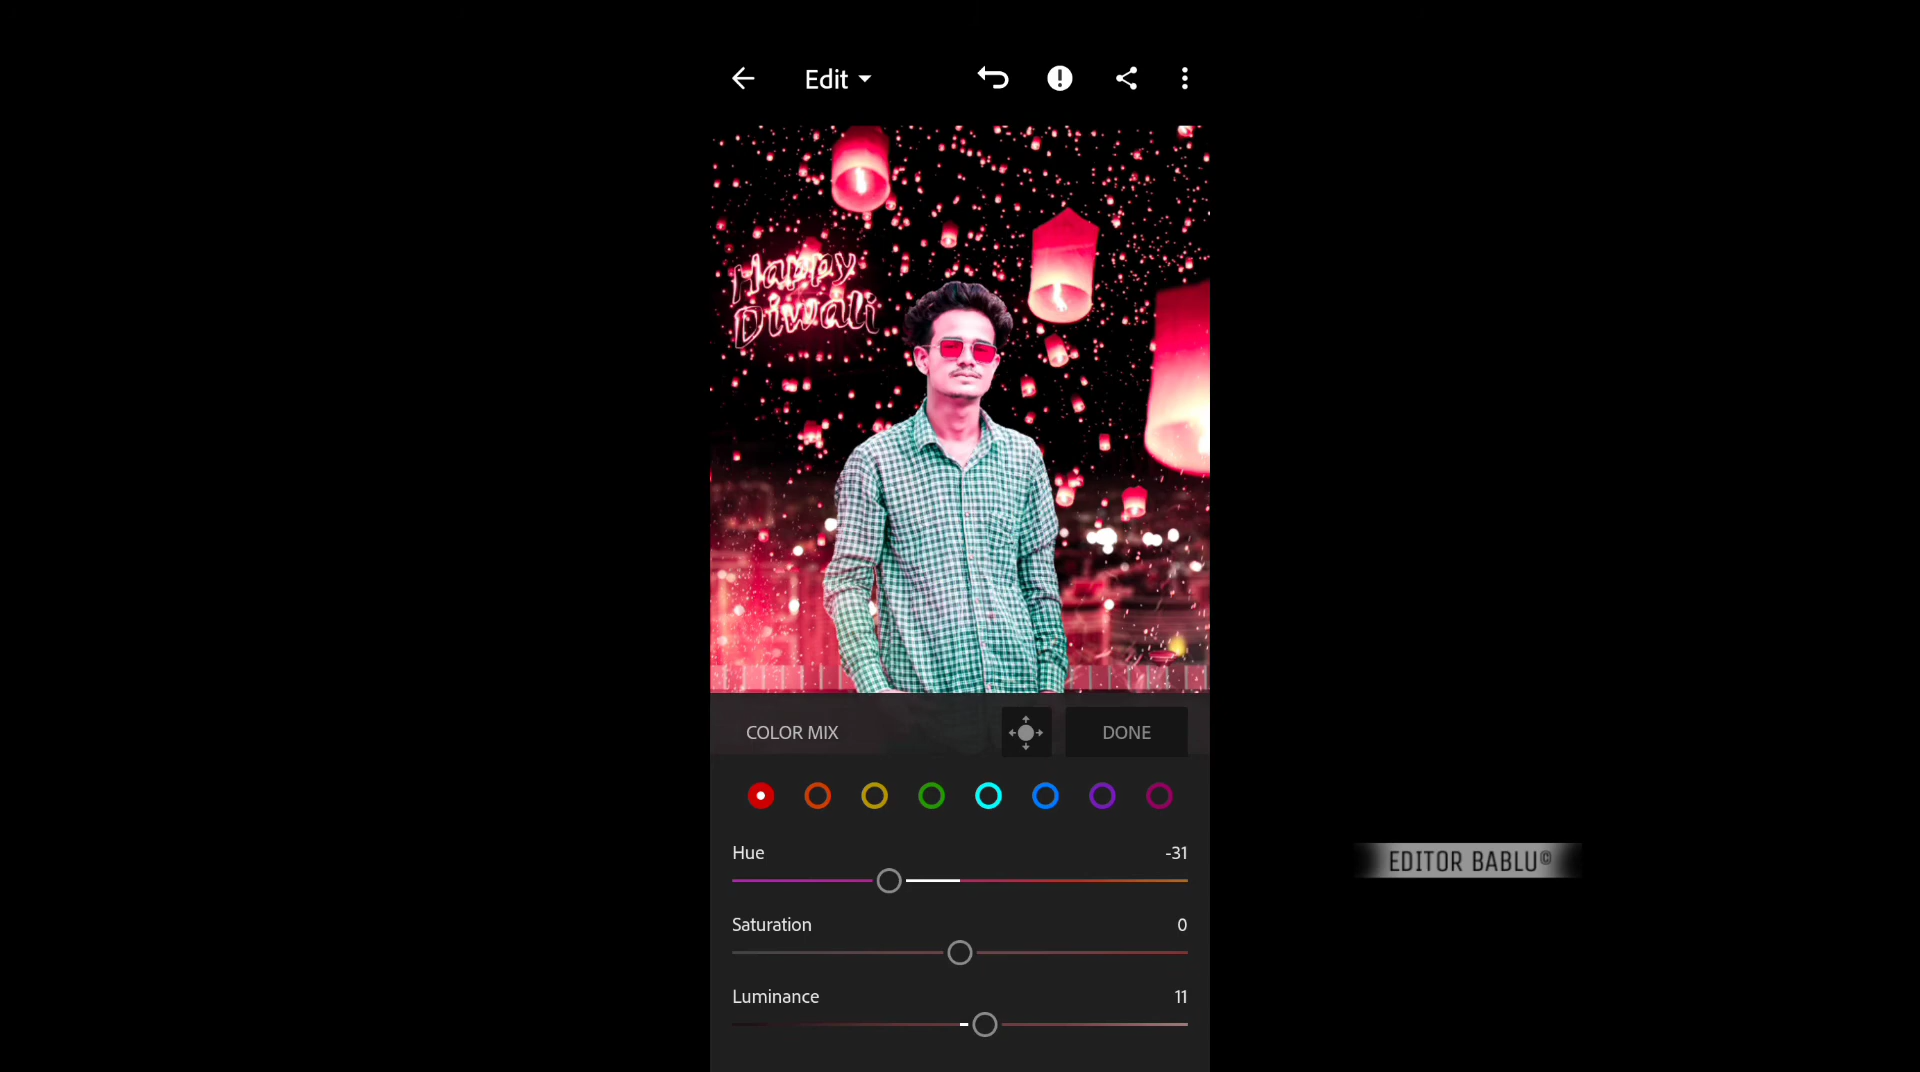 Edit
Happy
Diwali
COLOR MIX
DONE
Hue
-31
Saturation
0
Luminance
11
EDITOR BABLU©